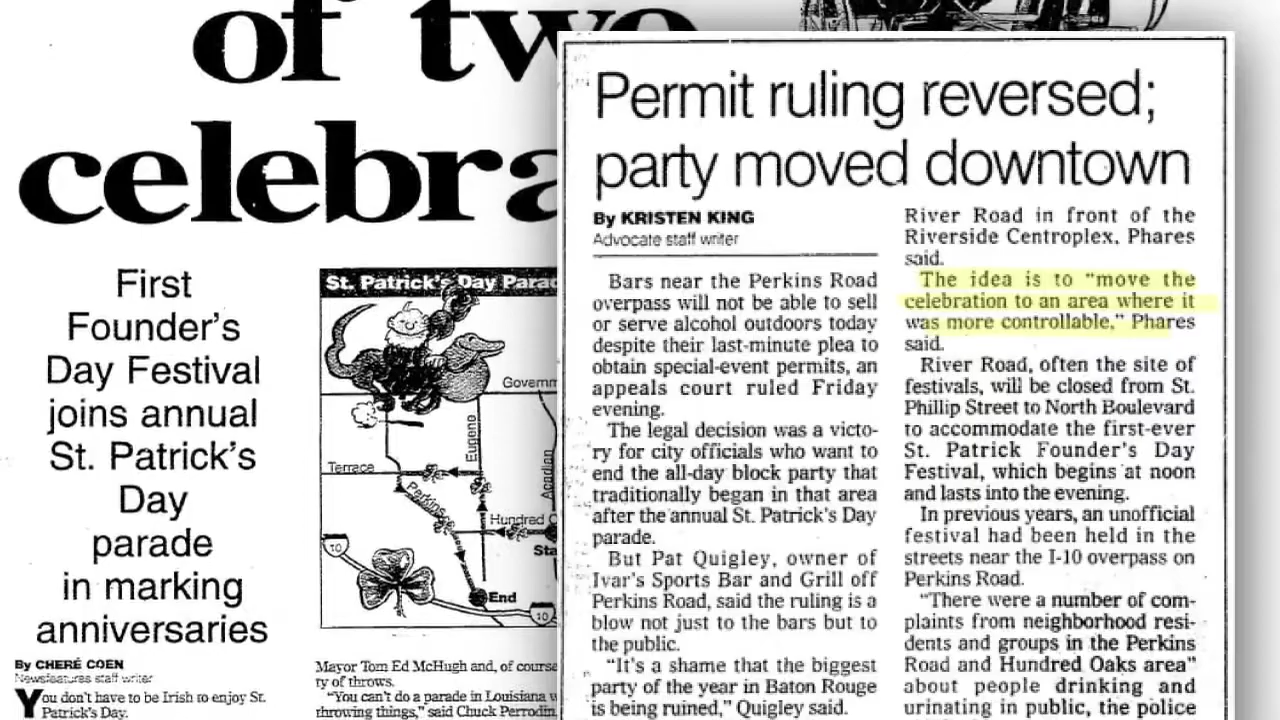 of two
celebra
First
Founder's
Day Festival
joins annual
St. Patrick's
Day
parade
in marking
anniversaries
By CHERÉ COEN
Newsfeatures staff writer
You don't have to be Irish to enjoy St.
Patrick's Day.
St. Patrick's Day Parad
Governm
Eugene
Acadian
Terrace
Perkins
Hundred O
Sta
10
End
10
Mayor Tom Ed McHugh and, of course
ty of throws.
"You can't do a parade in Louisiana w
throwing things," said Chuck Perrodin,
Permit ruling reversed;
party moved downtown
By KRISTEN KING
Advocate staff writer
Bars near the Perkins Road
overpass will not be able to sell
or serve alcohol outdoors today
despite their last-minute plea to
obtain special-event permits, an
appeals court ruled Friday
evening.
The legal decision was a victo-
ry for city officials who want to
end the all-day block party that
traditionally began in that area
after the annual St. Patrick's Day
parade.
But Pat Quigley, owner of
Ivar's Sports Bar and Grill off
Perkins Road, said the ruling is a
blow not just to the bars but to
the public.
"It's a shame that the biggest
party of the year in Baton Rouge
is being ruined," Quigley said.
River Road in front of the
Riverside Centroplex, Phares
said.
The idea is to "move the
celebration to an area where it
was more controllable," Phares
said.
River Road, often the site of
festivals, will be closed from St.
Phillip Street to North Boulevard
to accommodate the first-ever
St. Patrick Founder's Day
Festival, which begins at noon
and lasts into the evening.
In previous years, an unofficial
festival had been held in the
streets near the I-10 overpass on
Perkins Road.
"There were a number of com-
plaints from neighborhood resi-
dents and groups in the Perkins
Road and Hundred Oaks area"
about people drinking and
urinating in public, the police